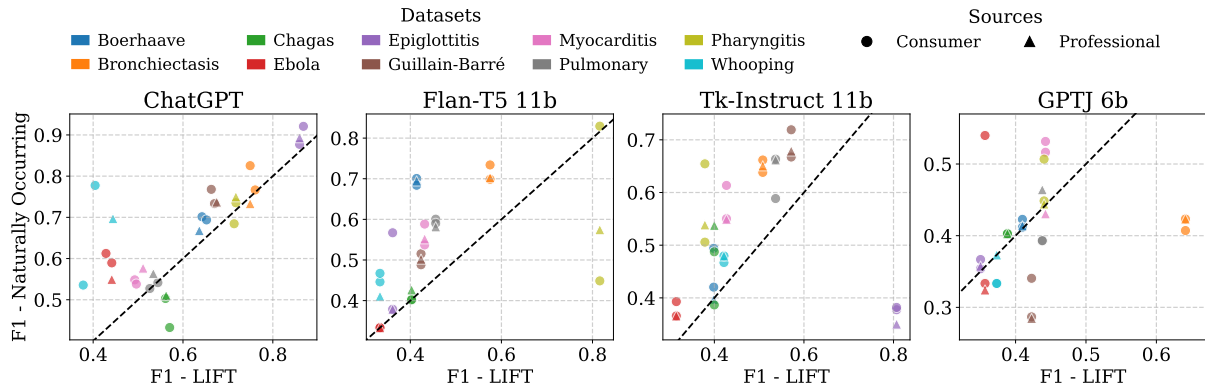 Datasets
Sources
Boerhaave
Chagas
Epiglottitis
Myocarditis
Pharyngitis
Consumer
Professional
Bronchiectasis
Ebola
Guillain-Barré
Pulmonary
Whooping
ChatGPT
Flan-T5 11b
Tk-Instruct 11b
GPTJ 6b
F1 - Naturally Occurring
0.9
0.8
0.7
0.6
0.5
0.4
0.6
0.8
F1 - LIFT
0.8
0.7
0.6
0.5
0.4
0.4
0.6
0.8
F1 - LIFT
0.7
0.6
0.5
0.4
0.4
0.6
0.8
F1 - LIFT
0.5
0.4
0.3
0.4
0.5
0.6
F1 - LIFT